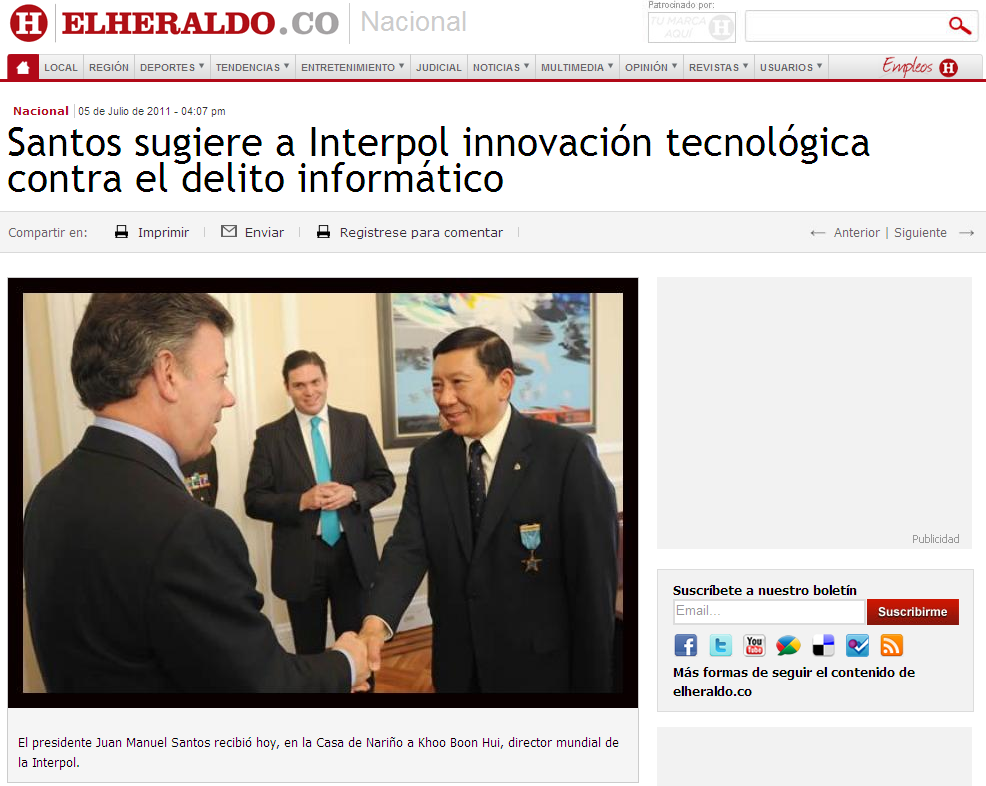 H ELHERALDO.CO Nacional
Patrocinado por:
TU MARCA AQUÍ H
LOCAL REGIÓN DEPORTES TENDENCIAS ENTRETENIMIENTO JUDICIAL NOTICIAS MULTIMEDIA OPINIÓN REVISTAS USUARIOS Empleos H
Nacional 05 de Julio de 2011 - 04:07 pm
Santos sugiere a Interpol innovación tecnológica
contra el delito informático
Compartir en: Imprimir Enviar Registrese para comentar ← Anterior | Siguiente →
Publicidad
Suscríbete a nuestro boletín
Email... Suscribirme
f t You Tube
Más formas de seguir el contenido de
elheraldo.co
El presidente Juan Manuel Santos recibió hoy, en la Casa de Nariño a Khoo Boon Hui, director mundial de
la Interpol.